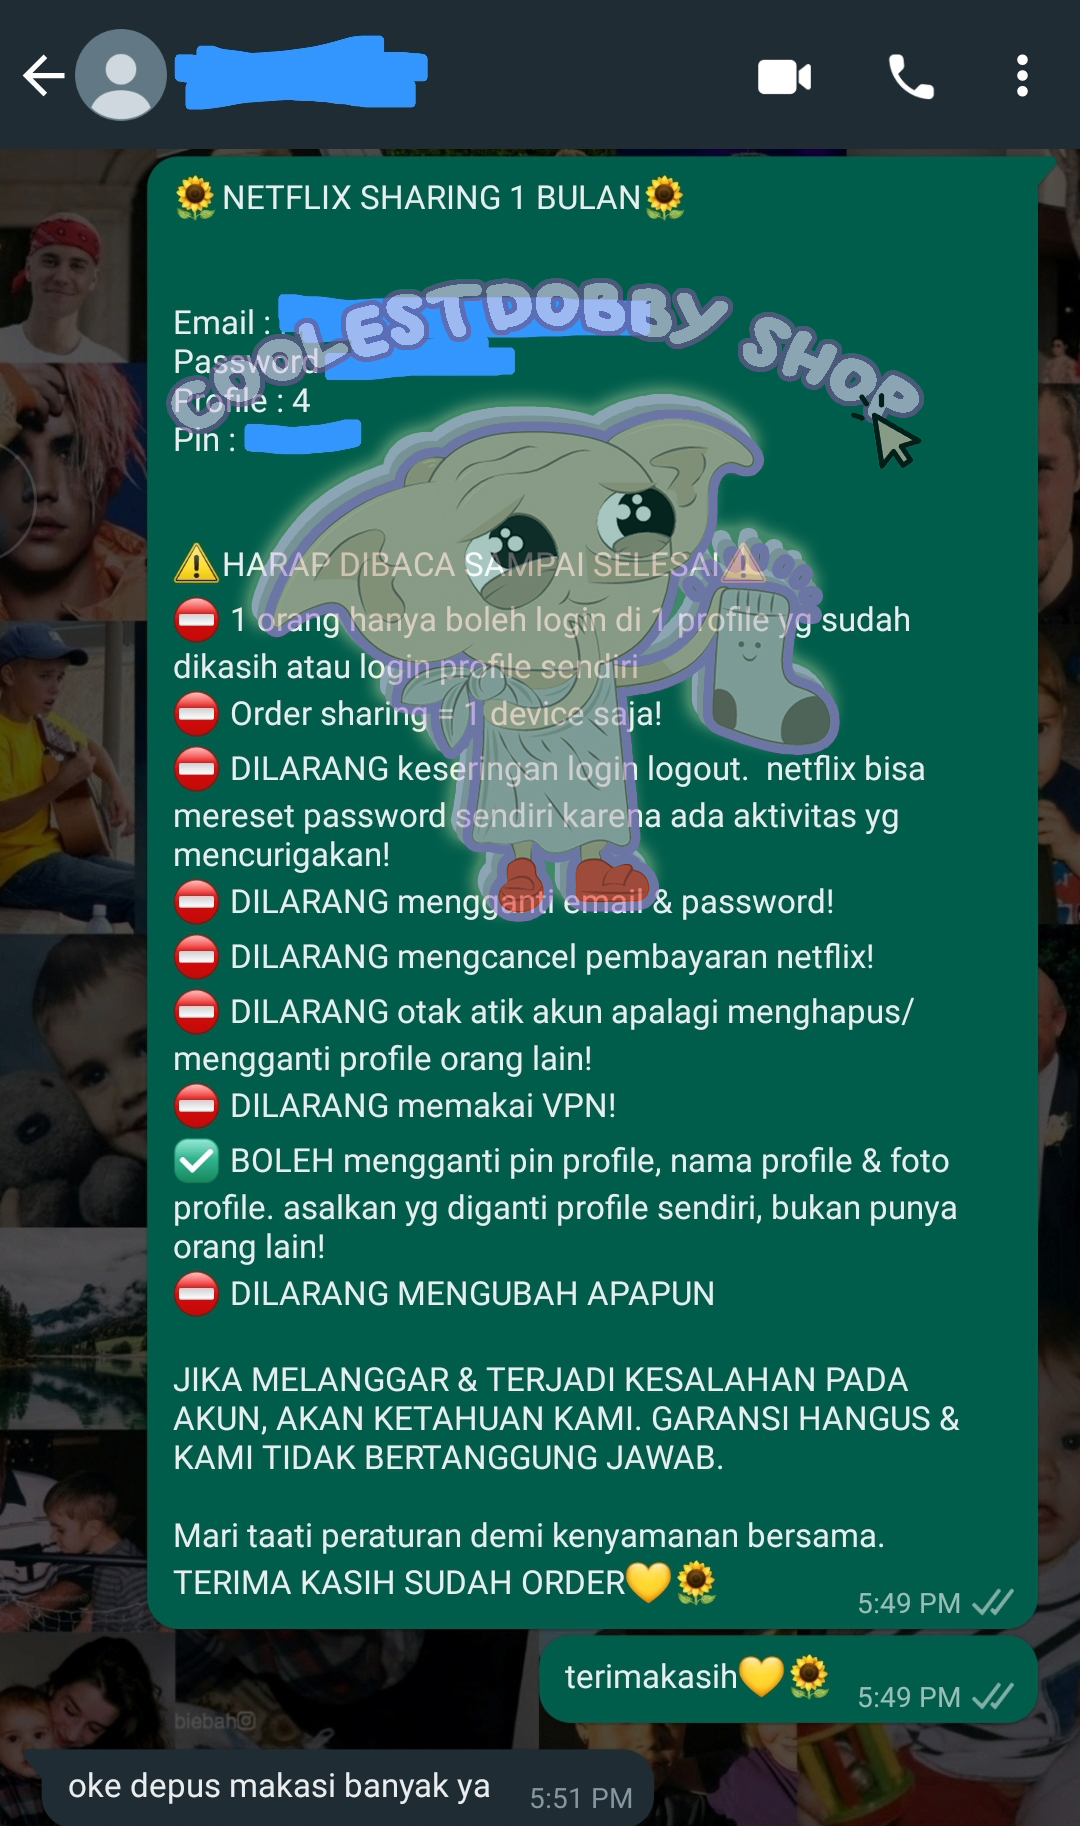 🌻NETFLIX SHARING 1 BULAN🌻
COOLESTDOBBY SHOP
Email :
Password
Profile : 4
Pin :
⚠️HARAP DIBACA SAMPAI SELESAI⚠️
⛔ 1 orang hanya boleh login di 1 profile yg sudah
dikasih atau login profile sendiri
⛔ Order sharing = 1 device saja!
⛔ DILARANG keseringan login logout.  netflix bisa
mereset password sendiri karena ada aktivitas yg
mencurigakan!
⛔ DILARANG mengganti email & password!
⛔ DILARANG mengcancel pembayaran netflix!
⛔ DILARANG otak atik akun apalagi menghapus/
mengganti profile orang lain!
⛔ DILARANG memakai VPN!
✅ BOLEH mengganti pin profile, nama profile & foto
profile. asalkan yg diganti profile sendiri, bukan punya
orang lain!
⛔ DILARANG MENGUBAH APAPUN
JIKA MELANGGAR & TERJADI KESALAHAN PADA
AKUN, AKAN KETAHUAN KAMI. GARANSI HANGUS &
KAMI TIDAK BERTANGGUNG JAWAB.
Mari taati peraturan demi kenyamanan bersama.
TERIMA KASIH SUDAH ORDER💛🌻
5:49 PM
terimakasih💛🌻
5:49 PM
biebah
oke depus makasi banyak ya
5:51 PM